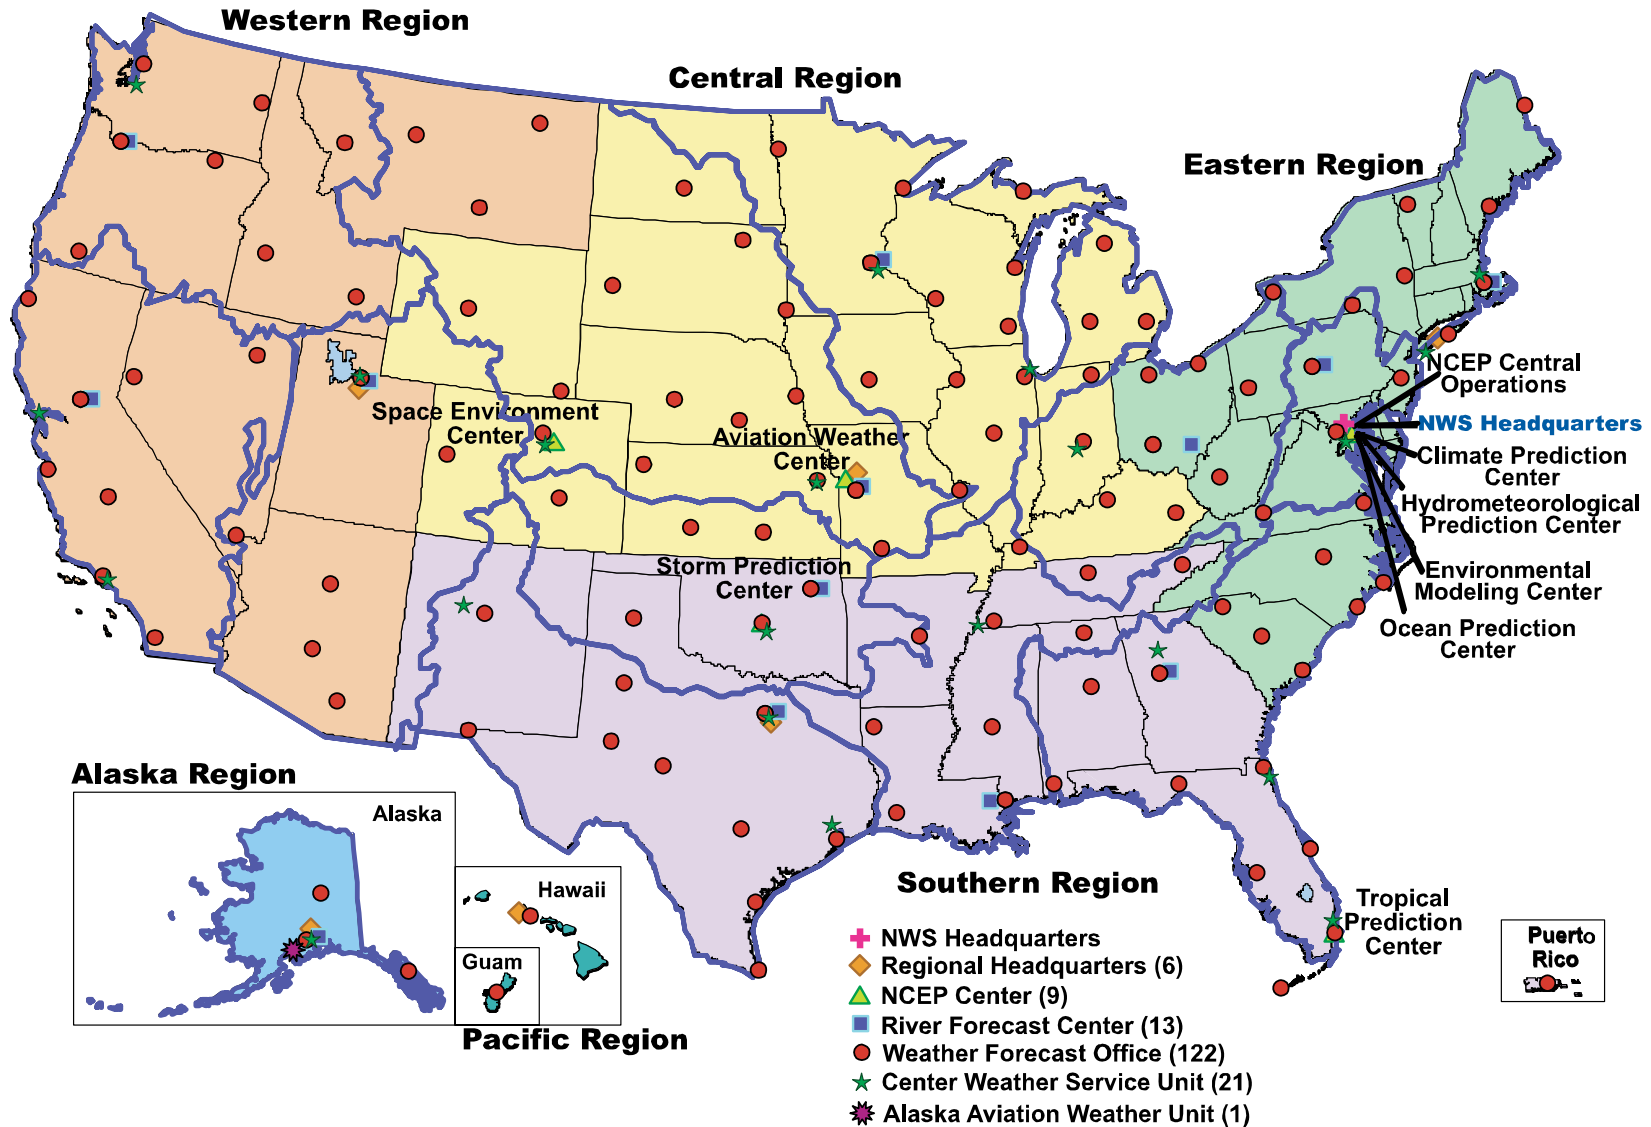 Western Region
Central Region
Eastern Region
NCEP Central
Operations
Space Environment
Center
Aviation Weather
Center
NWS Headquarters
Climate Prediction
Center
Hydrometeorological
Prediction Center
Storm Prediction
Center
Environmental
Modeling Center
Ocean Prediction
Center
Alaska Region
Alaska
Hawaii
Guam
Pacific Region
Southern Region
Tropical
Prediction
Center
Puerto
Rico
NWS Headquarters
Regional Headquarters (6)
NCEP Center (9)
River Forecast Center (13)
Weather Forecast Office (122)
Center Weather Service Unit (21)
Alaska Aviation Weather Unit (1)